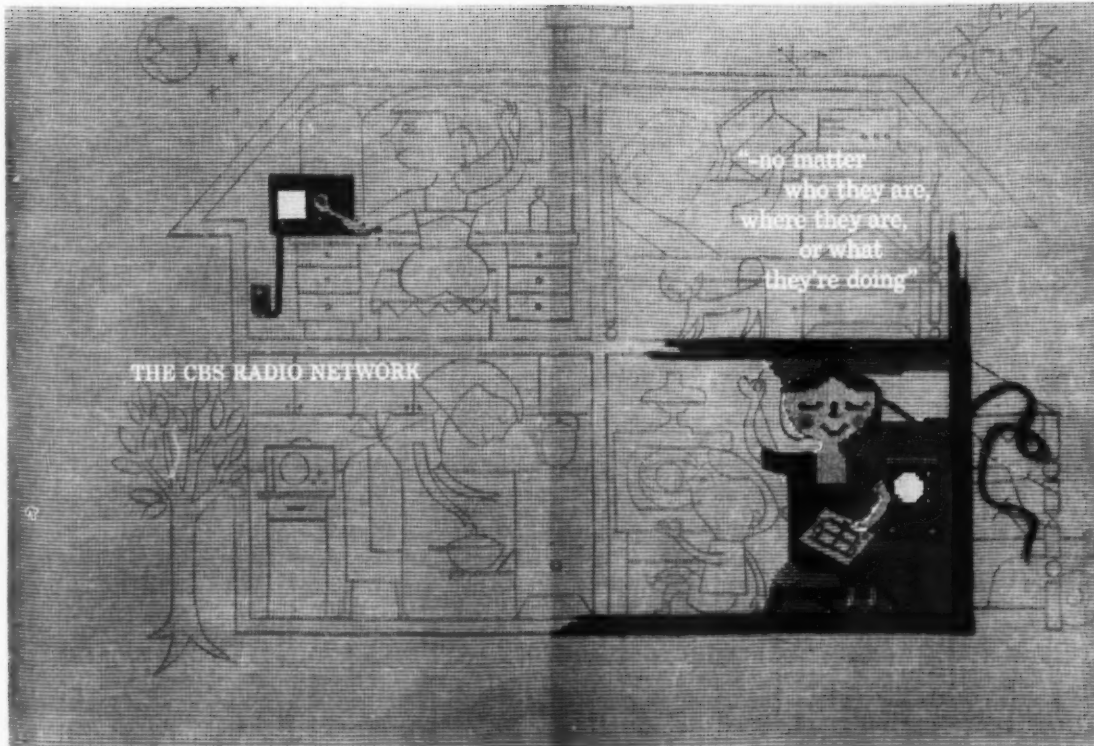 "-no matter
who they are,
where they are,
or what
they're doing"
THE CBS RADIO NETWORK